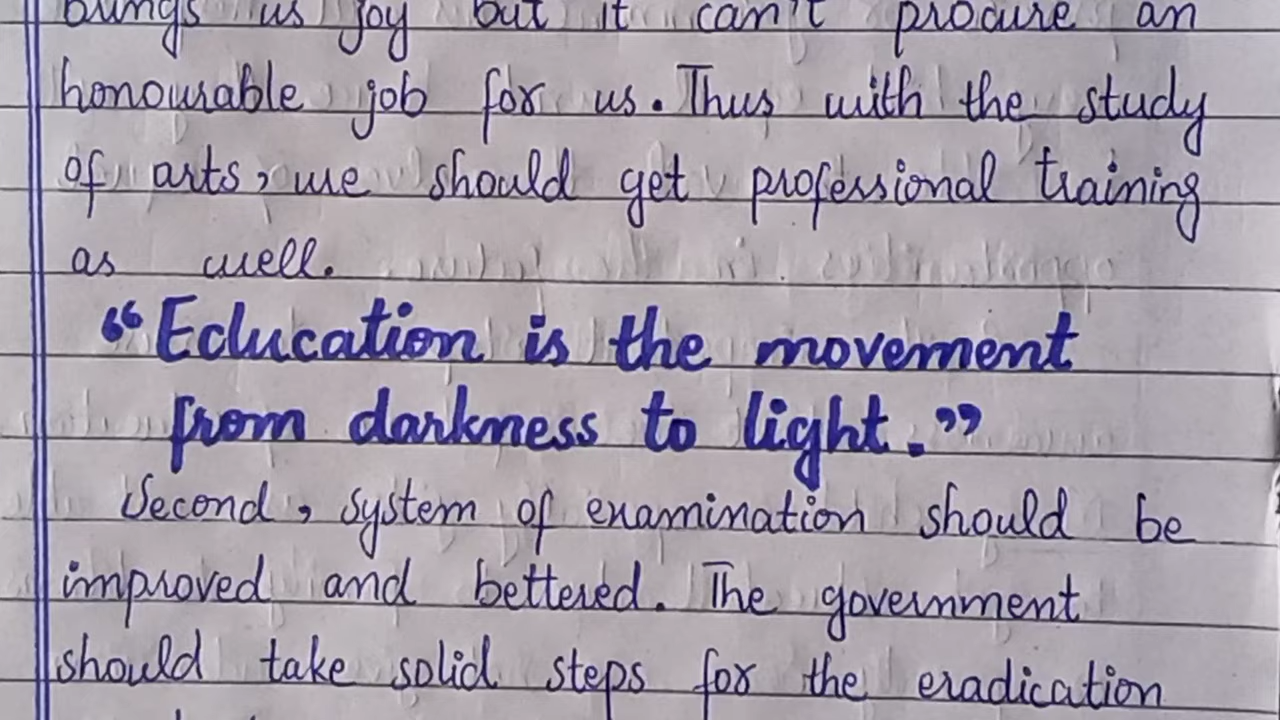 brings us joy but it can't procure an
honourable job for us. Thus with the study
of arts, we should get professional training
as well.
"Education is the movement
from darkness to light."
Second, system of examination should be
improved and bettered. The government
should take solid steps for the eradication